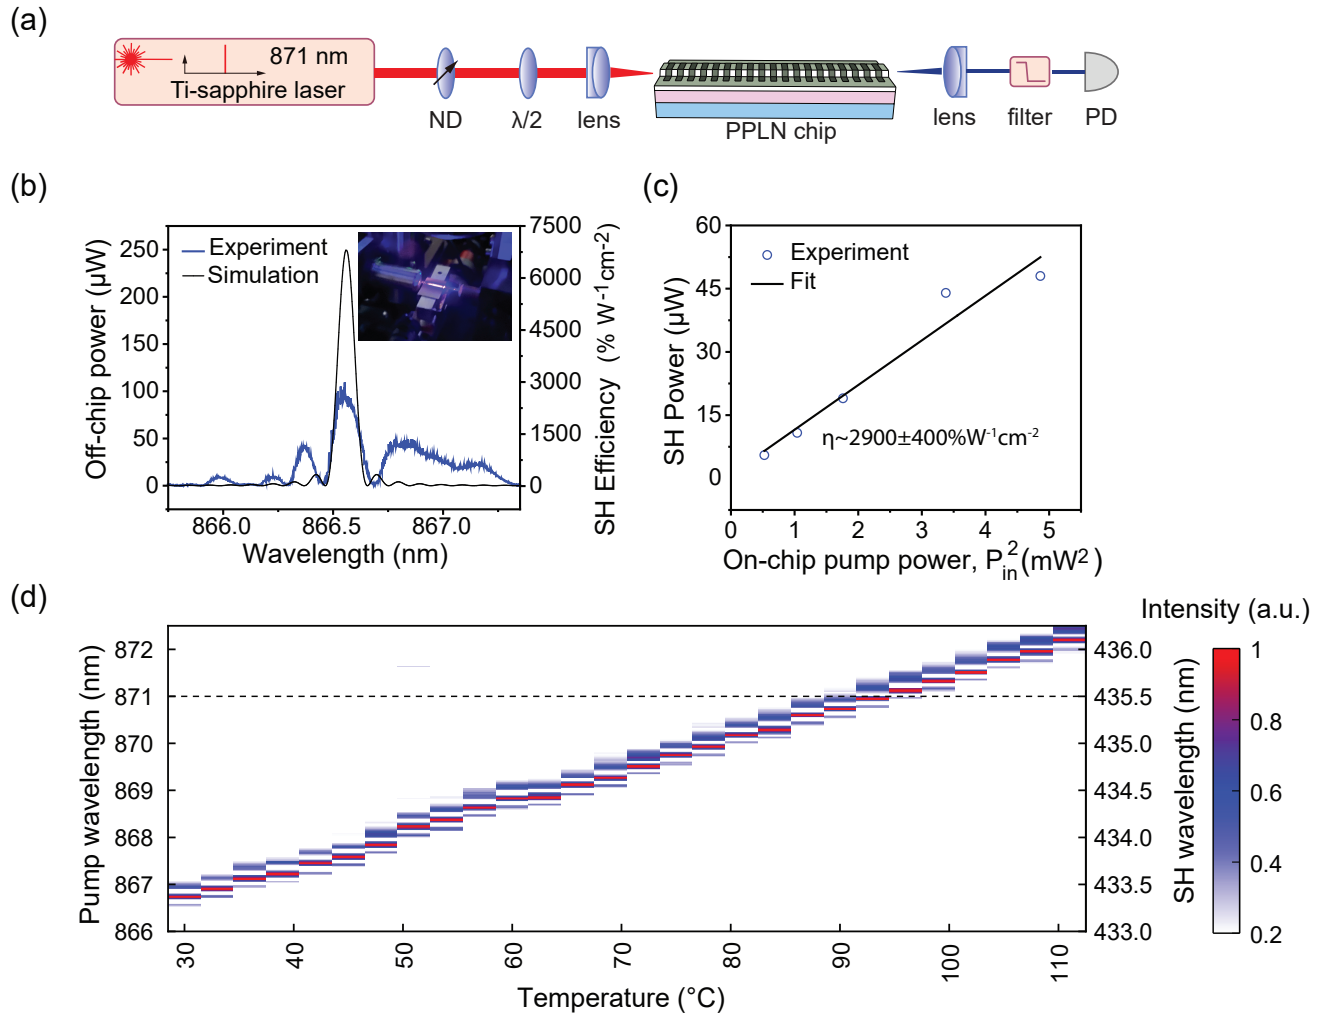 (a)
871 nm
Ti-sapphire laser
ND
λ/2
lens
PPLN chip
lens
filter
PD
(b)
Off-chip power (µW)
250
200
150
100
50
0
Experiment
Simulation
7500
6000
4500
3000
1500
0
SH Efficiency (% W-1cm-2)
866.0
866.5
867.0
Wavelength (nm)
(c)
SH Power (µW)
60
45
30
15
0
Experiment
Fit
η~2900±400%W⁻¹cm⁻²
0
1
2
3
4
5
On-chip pump power, P_in^2(mW²)
(d)
Pump wavelength (nm)
872
871
870
869
868
867
866
436.0
435.5
435.0
434.5
434.0
433.5
433.0
SH wavelength (nm)
30
40
50
60
70
80
90
100
110
Temperature (°C)
Intensity (a.u.)
1
0.8
0.6
0.4
0.2